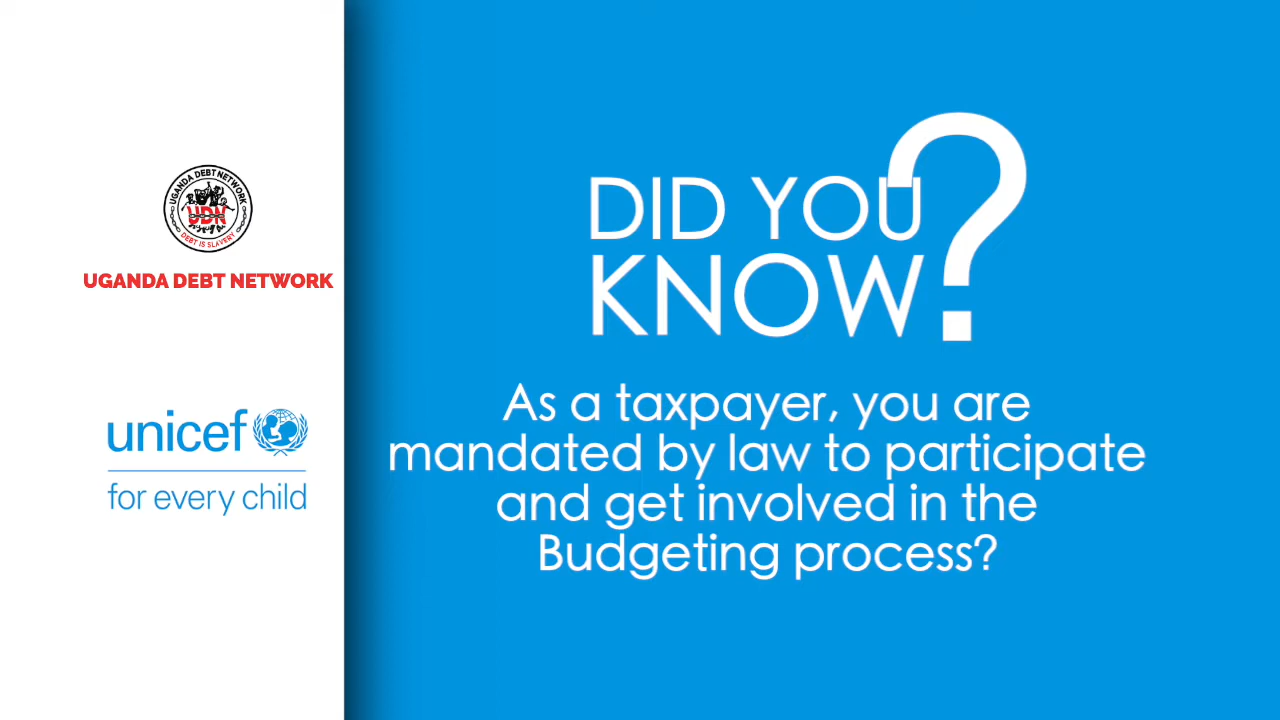 UGANDA DEBT NETWORK
UDN
DEBT IS SLAVERY
UGANDA DEBT NETWORK
unicef
for every child
DID YOU
KNOW?
As a taxpayer, you are
mandated by law to participate
and get involved in the
Budgeting process?